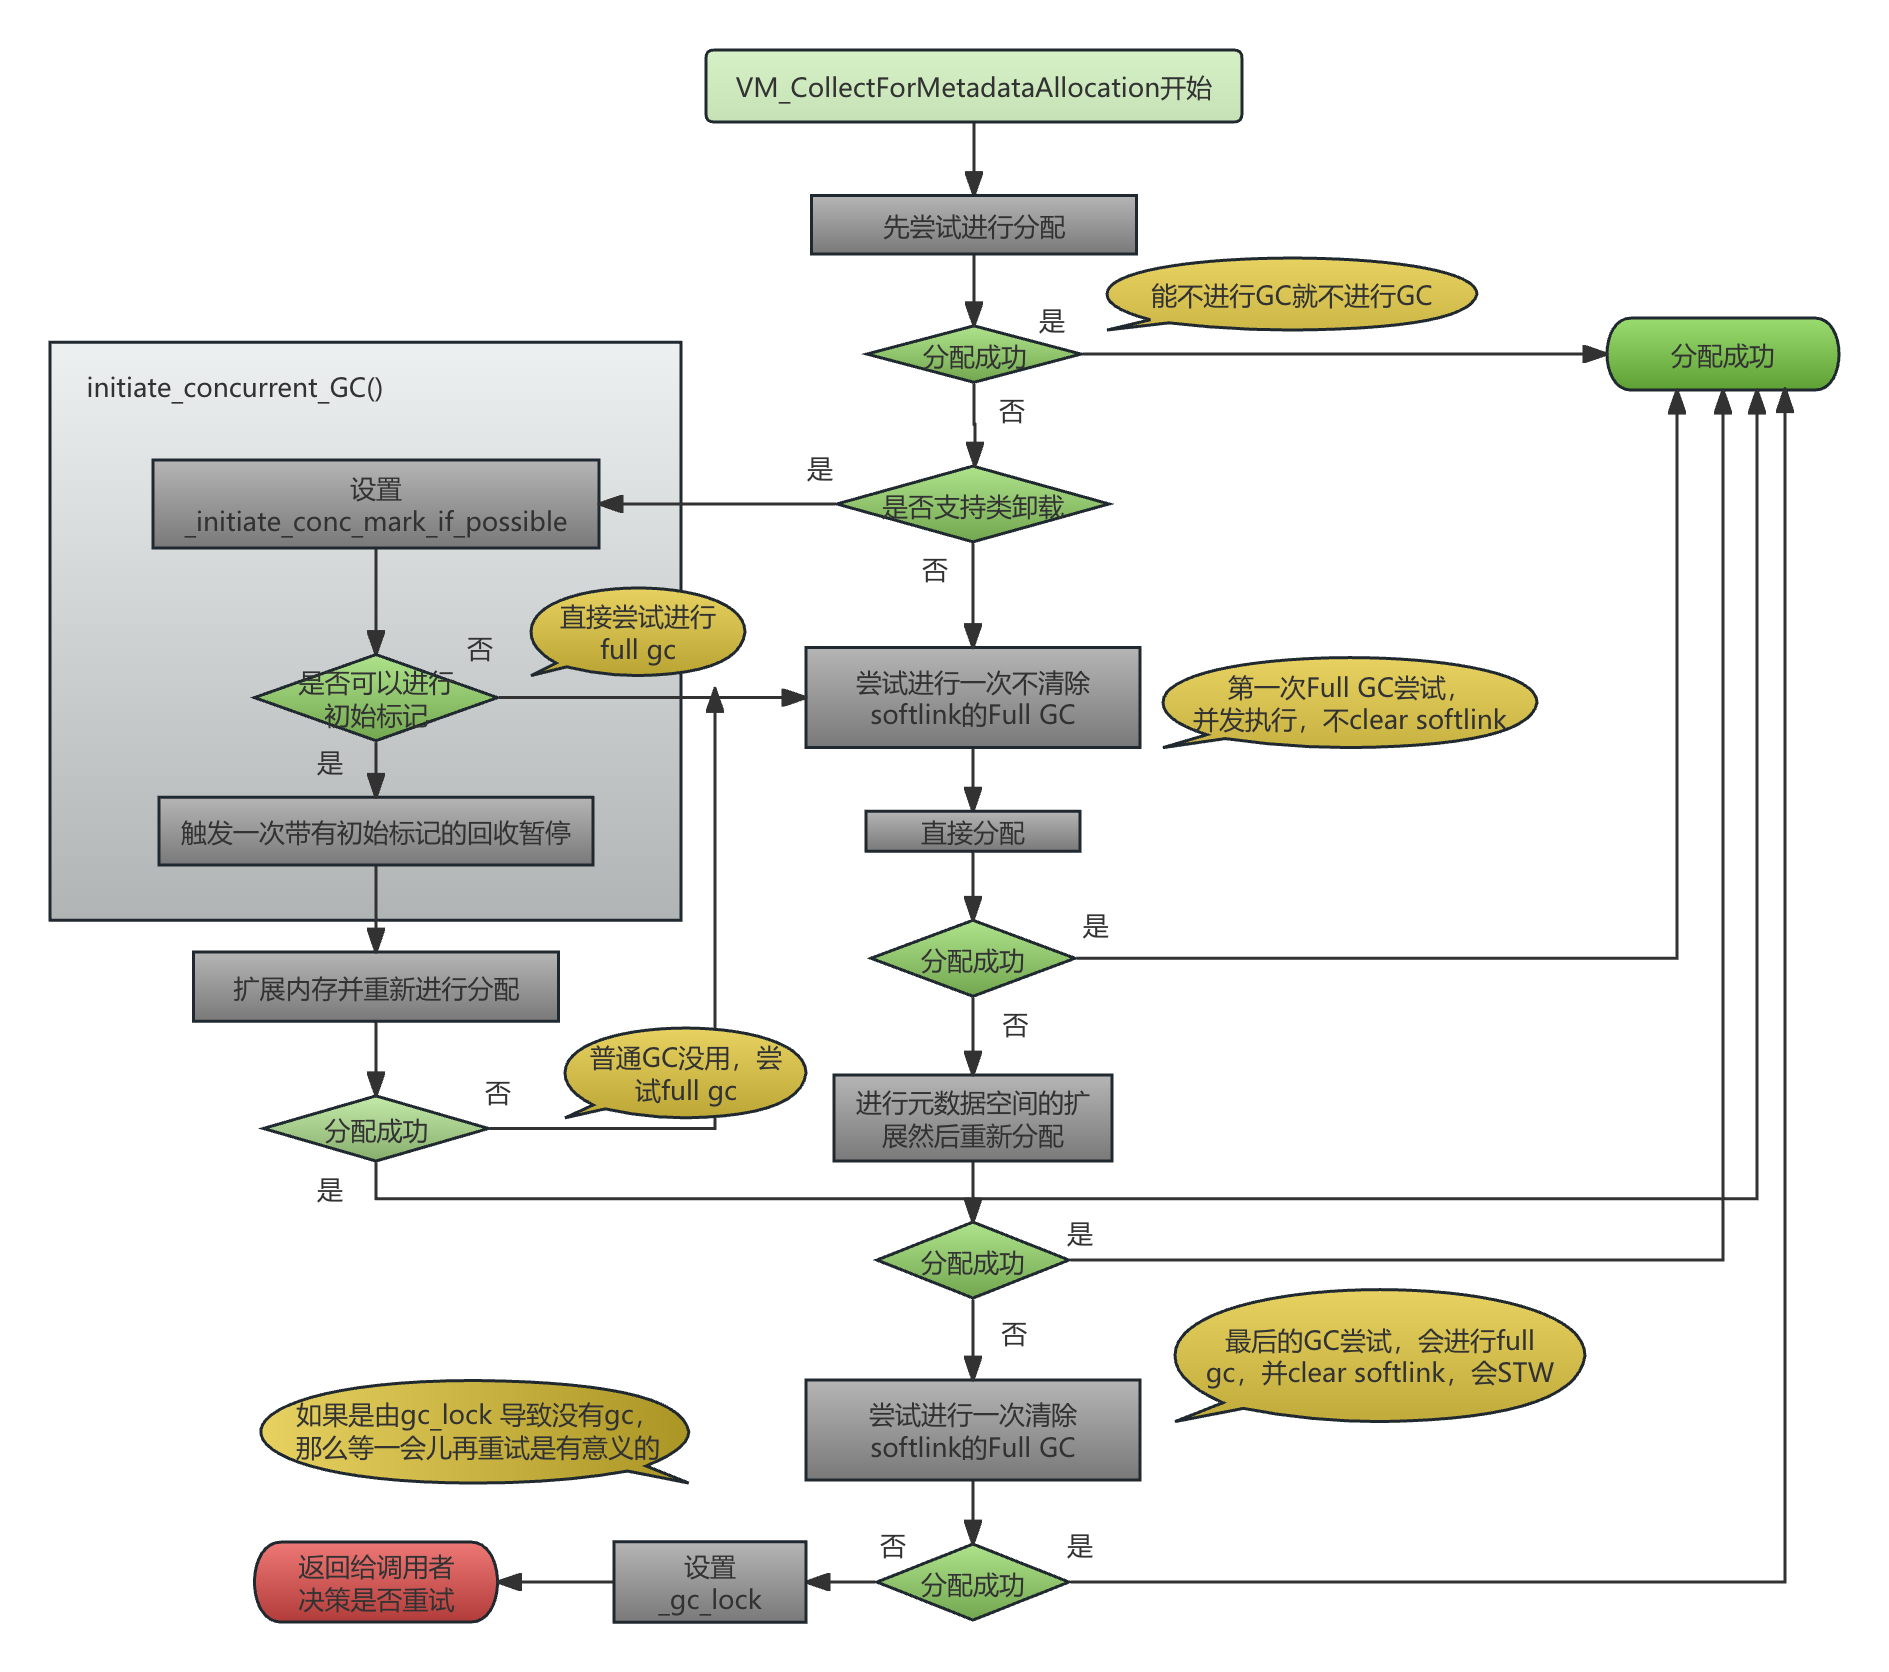 VM_CollectForMetadataAllocation开始
先尝试进行分配
能不进行GC就不进行GC
是
分配成功
分配成功
否
initiate_concurrent_GC()
是
设置
_initiate_conc_mark_if_possible
是否支持类卸载
否
直接尝试进行
full gc
否
是否可以进行
初始标记
尝试进行一次不清除
softlink的Full GC
第一次Full GC尝试，
并发执行，不clear softlink
是
触发一次带有初始标记的回收暂停
直接分配
是
分配成功
扩展内存并重新进行分配
否
普通GC没用，尝
试full gc
否
分配成功
进行元数据空间的扩
展然后重新分配
是
是
分配成功
否
最后的GC尝试，会进行full
gc，并clear softlink，会STW
如果是由gc_lock 导致没有gc，
那么等一会儿再重试是有意义的
尝试进行一次清除
softlink的Full GC
否
是
返回给调用者
决策是否重试
设置
_gc_lock
分配成功